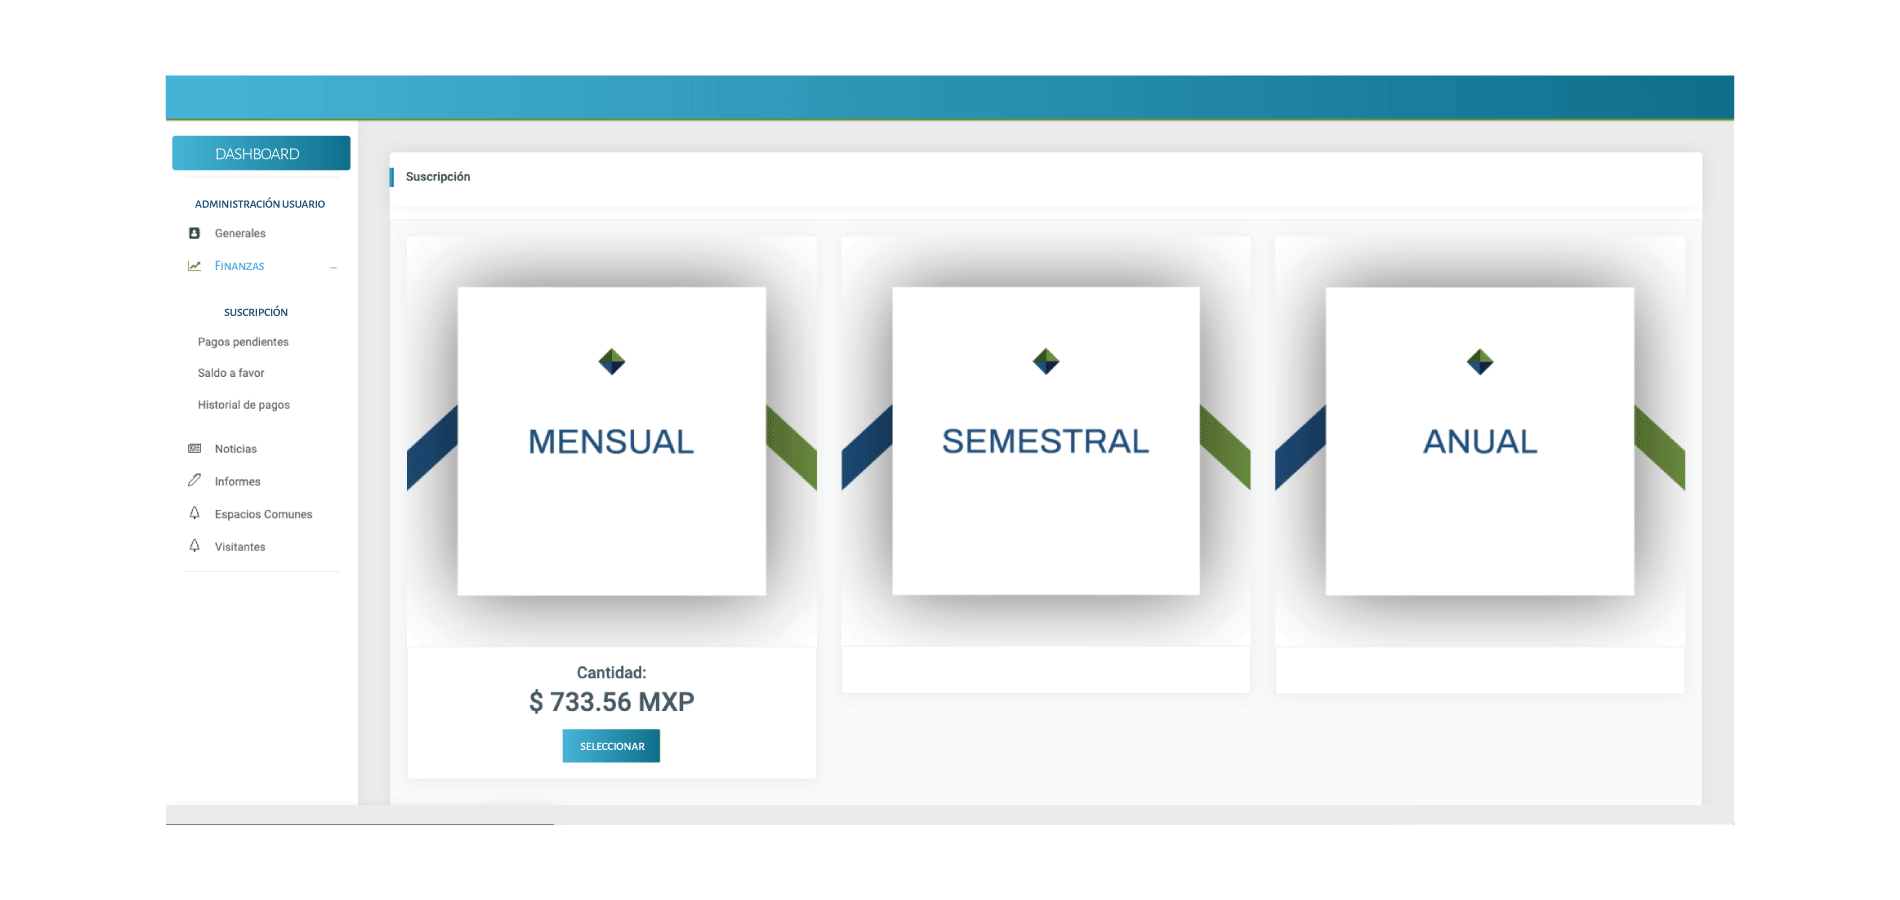 DASHBOARD
ADMINISTRACIÓN USUARIO
Generales
FINANZAS
SUSCRIPCIÓN
Pagos pendientes
Saldo a favor
Historial de pagos
Noticias
Informes
Espacios Comunes
Visitantes
Suscripción
MENSUAL
Cantidad:
$ 733.56 MXP
SELECCIONAR
SEMESTRAL
ANUAL